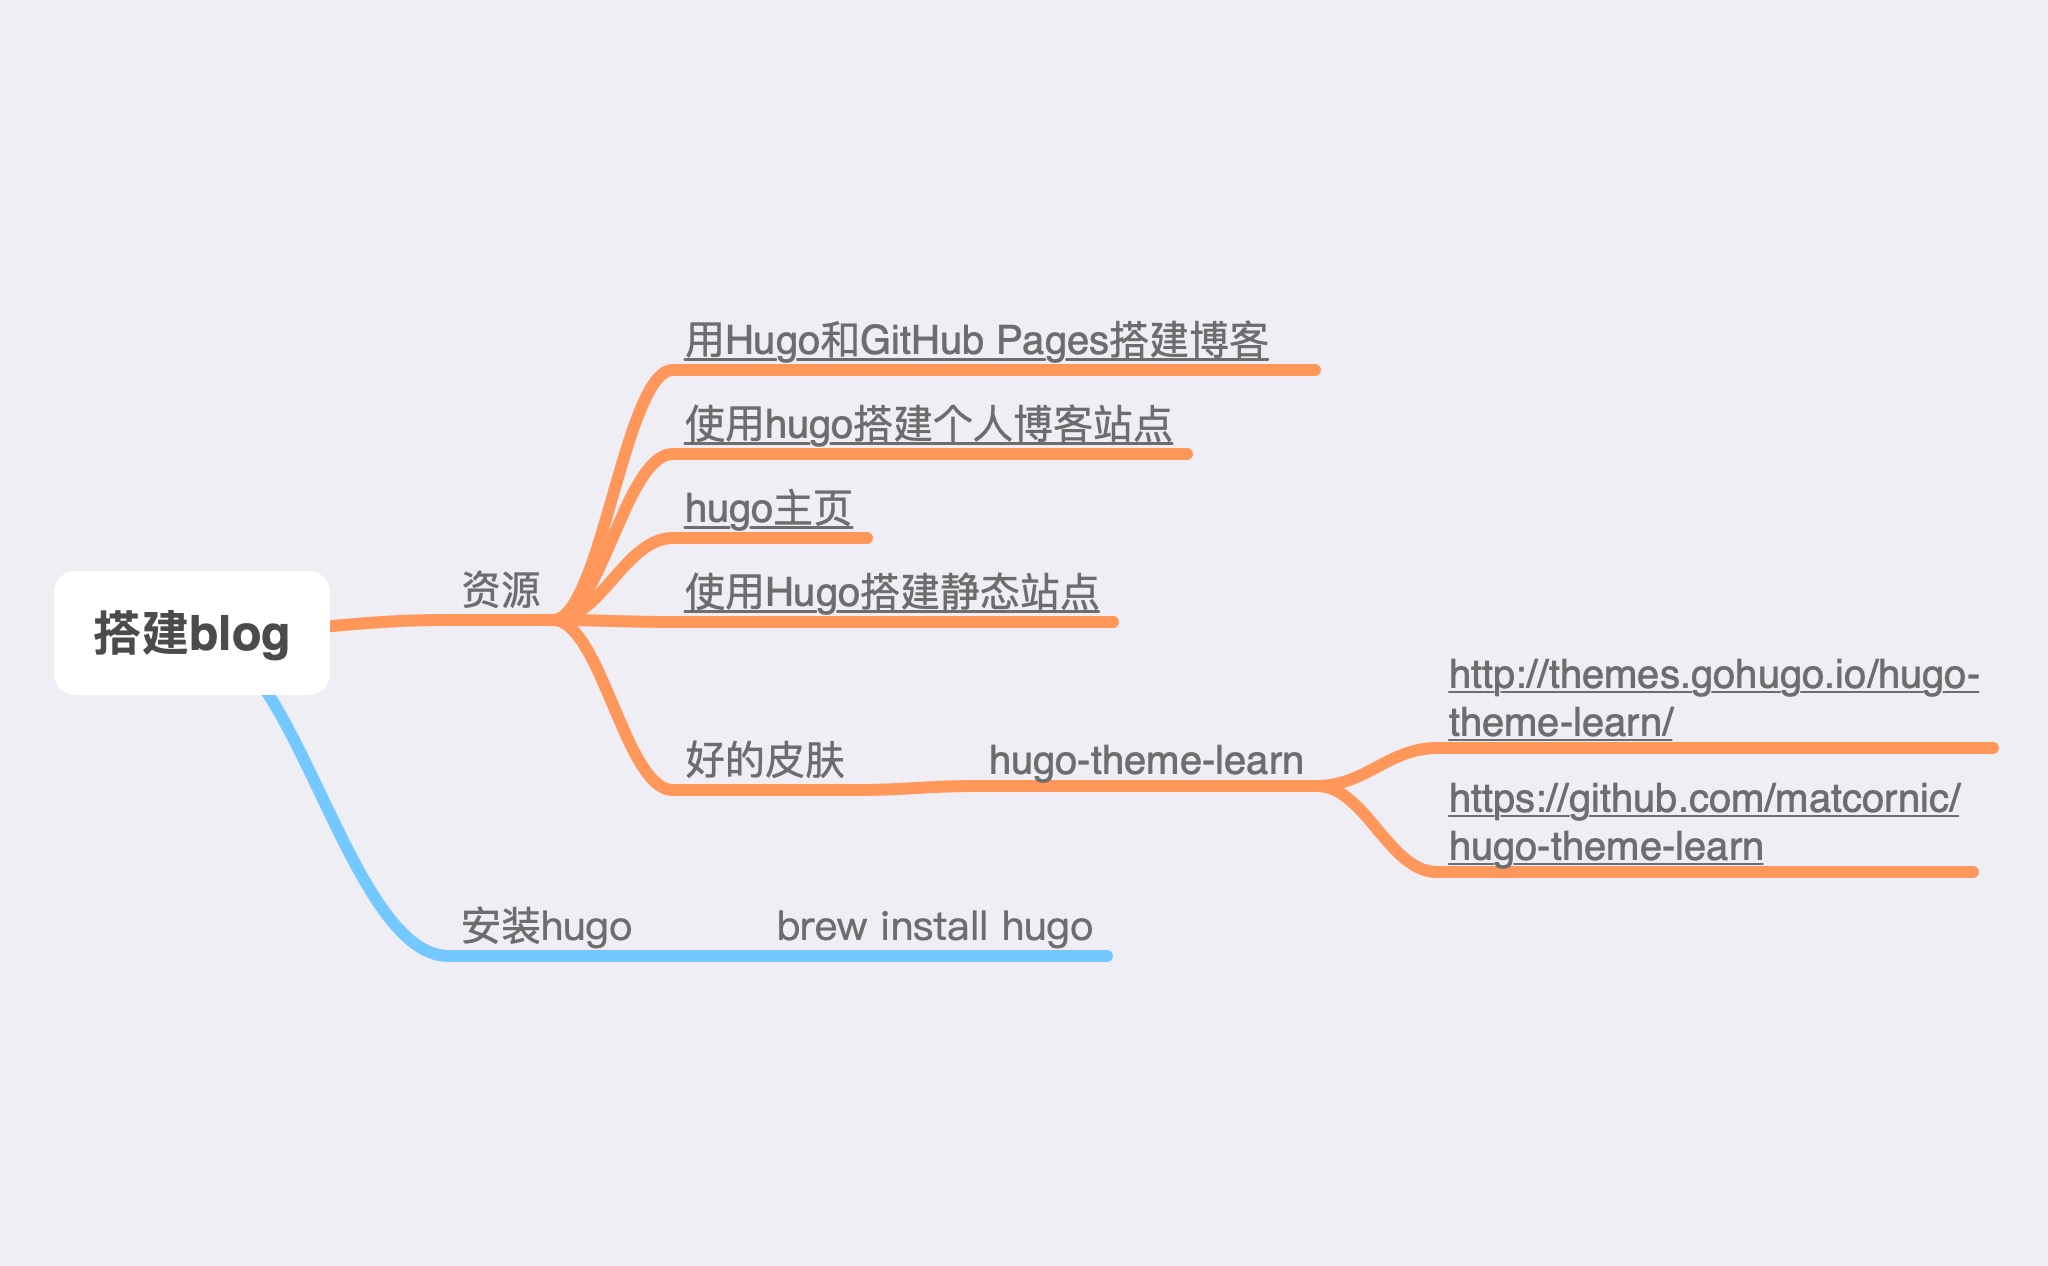 搭建blog
资源
用Hugo和GitHub Pages搭建博客
使用hugo搭建个人博客站点
hugo主页
使用Hugo搭建静态站点
好的皮肤
hugo-theme-learn
http://themes.gohugo.io/hugo-
theme-learn/
https://github.com/matcornic/
hugo-theme-learn
安装hugo
brew install hugo